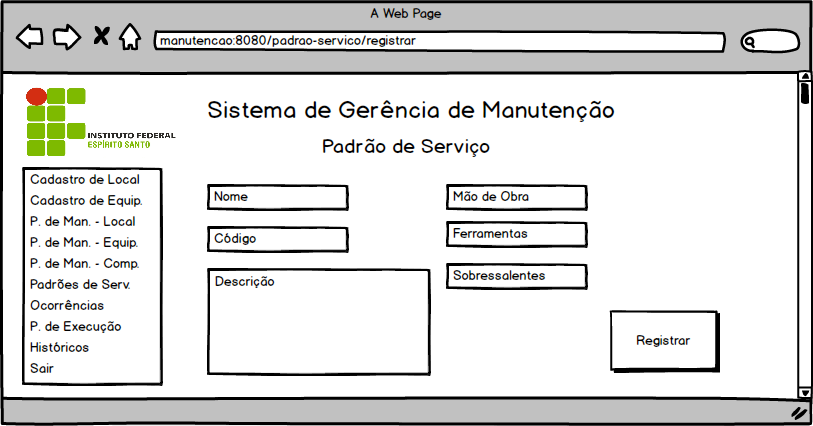 A Web Page
manutencao:8080/padrao-servico/registrar
INSTITUTO FEDERAL
ESPÍRITO SANTO
Sistema de Gerência de Manutenção
Padrão de Serviço
Cadastro de Local
Cadastro de Equip.
P. de Man. - Local
P. de Man. - Equip.
P. de Man. - Comp.
Padrões de Serv.
Ocorrências
P. de Execução
Históricos
Sair
Nome
Código
Descrição
Mão de Obra
Ferramentas
Sobressalentes
Registrar